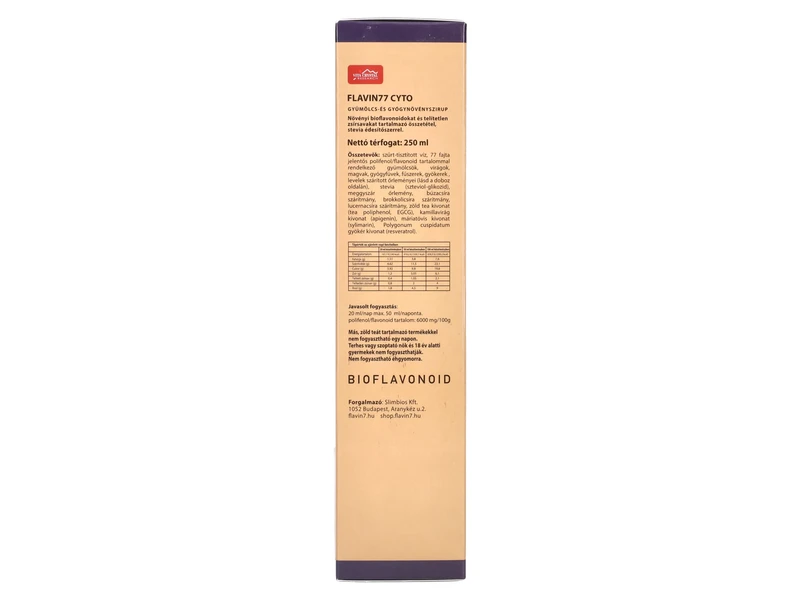 VITA CRYSTAL
FLAVIN77 CYTO
GYÜMÖLCS-ÉS GYÓGYNÖVÉNYSZIRUP
Növényi bioflavonoidokat és telítetlen
zsírsavakat tartalmazó összetétel,
stevia édesítőszerrel.
Nettó térfogat: 250 ml
Összetevők: szűrt-tisztított víz, 77 fajta
jelentős polifenol/flavonoid tartalommal
rendelkező gyümölcsök, virágok,
magvak, gyógyfüvek, fűszerek, gyökerek,
levelek szárított őrleményei (lásd a doboz
oldalán), stevia (szteviol-glikozid),
meggyszár őrlemény, búzacsíra
szárítmány, brokkolicsíra szárítmány,
lucernacsíra szárítmány, zöld tea kivonat
(tea poliphenol, EGCG), kamillavirág
kivonat (apigenin), máriatövis kivonat
(sylimarin), Polygonum cuspidatum
gyökér kivonat (resveratrol).
Javasolt fogyasztás:
20 ml/nap max. 50 ml/naponta.
polifenol/flavonoid tartalom: 6000 mg/100g
Más, zöld teát tartalmazó termékekkel
nem fogyasztható egy napon.
Terhes vagy szoptató nők és 18 év alatti
gyermekek nem fogyaszthatják.
Nem fogyasztható éhgyomorra.
BIOFLAVONOID
Forgalmazó: Slimbios Kft.
1052 Budapest, Aranykéz u.2.
flavin7.hu shop.flavin7.hu